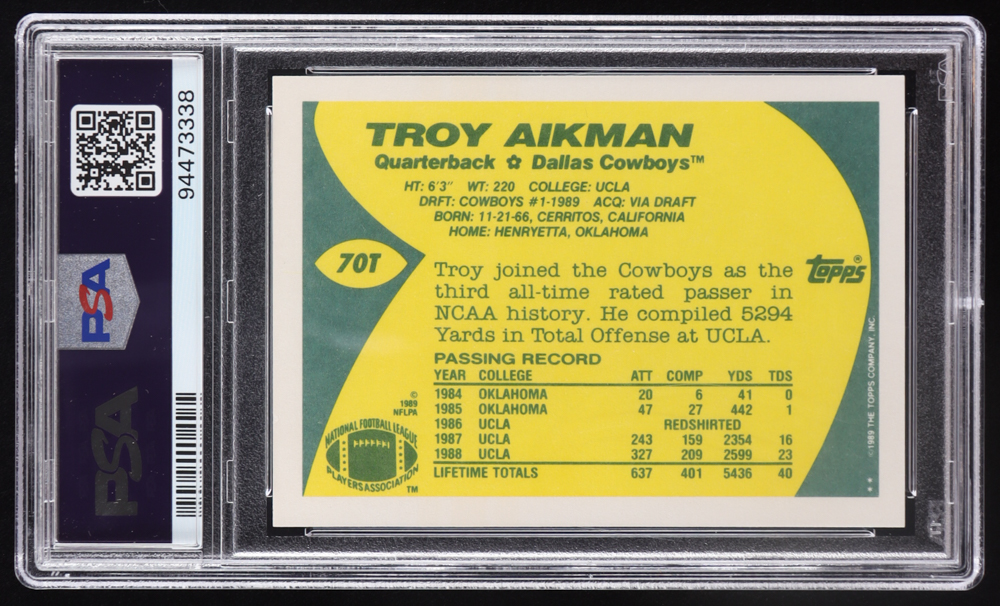 94473338
PSA
PSA
TROY AIKMAN
Quarterback ✿ Dallas Cowboys™
HT: 6'3" WT: 220 COLLEGE: UCLA
DRFT: COWBOYS #1-1989 ACQ: VIA DRAFT
BORN: 11-21-66, CERRITOS, CALIFORNIA
HOME: HENRYETTA, OKLAHOMA
70T
Troy joined the Cowboys as the
third all-time rated passer in
NCAA history. He compiled 5294
Yards in Total Offense at UCLA.
TOPPS®
PASSING RECORD
YEAR COLLEGE ATT COMP YDS TDS
1984 OKLAHOMA 20 6 41 0
1985 OKLAHOMA 47 27 442 1
1986 UCLA REDSHIRTED
1987 UCLA 243 159 2354 16
1988 UCLA 327 209 2599 23
LIFETIME TOTALS 637 401 5436 40
©
1989
NFLPA
NATIONAL FOOTBALL LEAGUE
PLAYERS ASSOCIATION
TM
©1989 THE TOPPS COMPANY, INC.
**